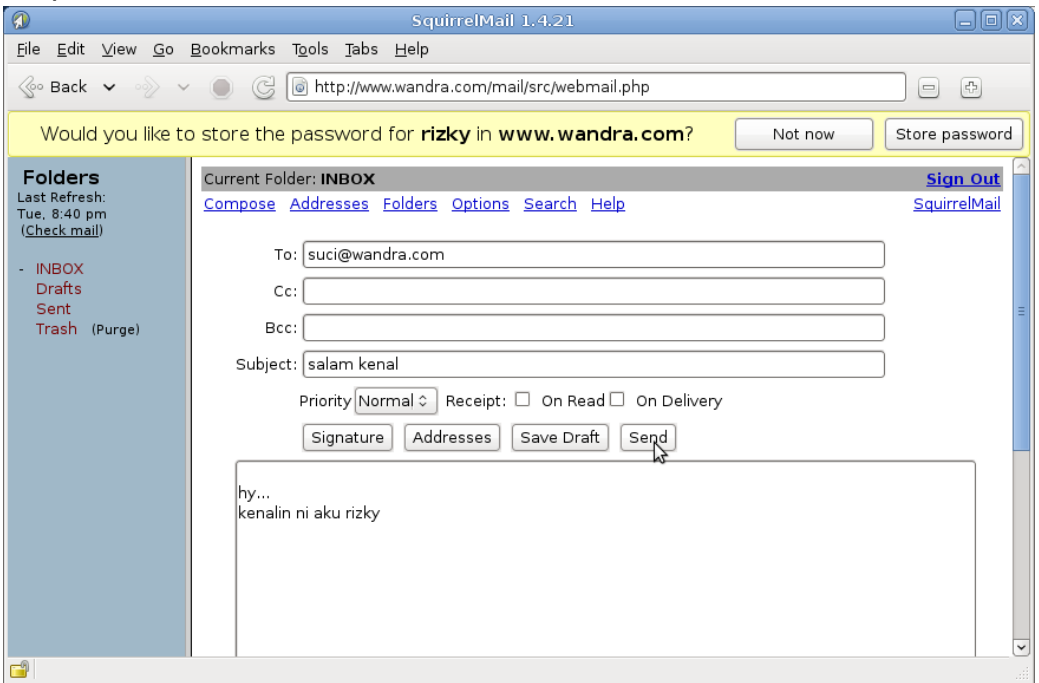 SquirrelMail 1.4.21
File Edit View Go Bookmarks Tools Tabs Help
Back http://www.wandra.com/mail/src/webmail.php
Would you like to store the password for rizky in www.wandra.com? Not now Store password
Folders
Last Refresh:
Tue, 8:40 pm
(Check mail)
- INBOX
Drafts
Sent
Trash (Purge)
Current Folder: INBOX Sign Out
Compose Addresses Folders Options Search Help SquirrelMail
To: suci@wandra.com
Cc:
Bcc:
Subject: salam kenal
Priority Normal Receipt: On Read On Delivery
Signature Addresses Save Draft Send
hy...
kenalin ni aku rizky